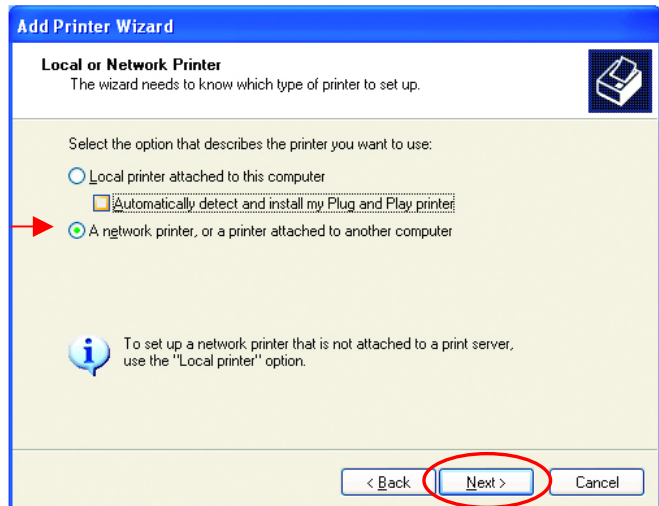 Add Printer Wizard
Local or Network Printer
The wizard needs to know which type of printer to set up.
Select the option that describes the printer you want to use:
Local printer attached to this computer
Automatically detect and install my Plug and Play printer
A network printer, or a printer attached to another computer
To set up a network printer that is not attached to a print server,
use the "Local printer" option.
< Back Next > Cancel